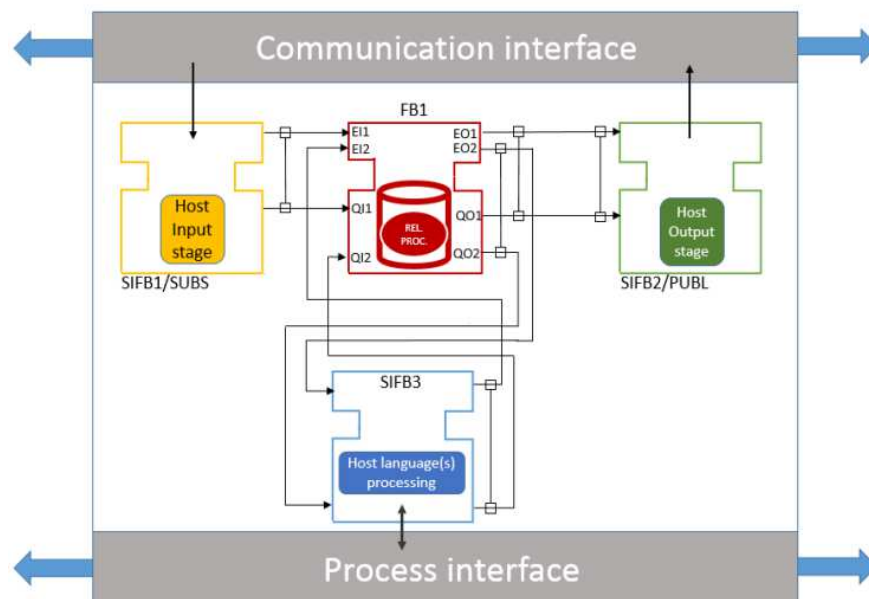 Communication interface
FB1
EI1
EI2
EO1
EO2
Host
Input
stage
QI1
QI2
REL.
PROC.
QO1
QO2
Host
Output
stage
SIFB1/SUBS
SIFB2/PUBL
SIFB3
Host language(s)
processing
Process interface